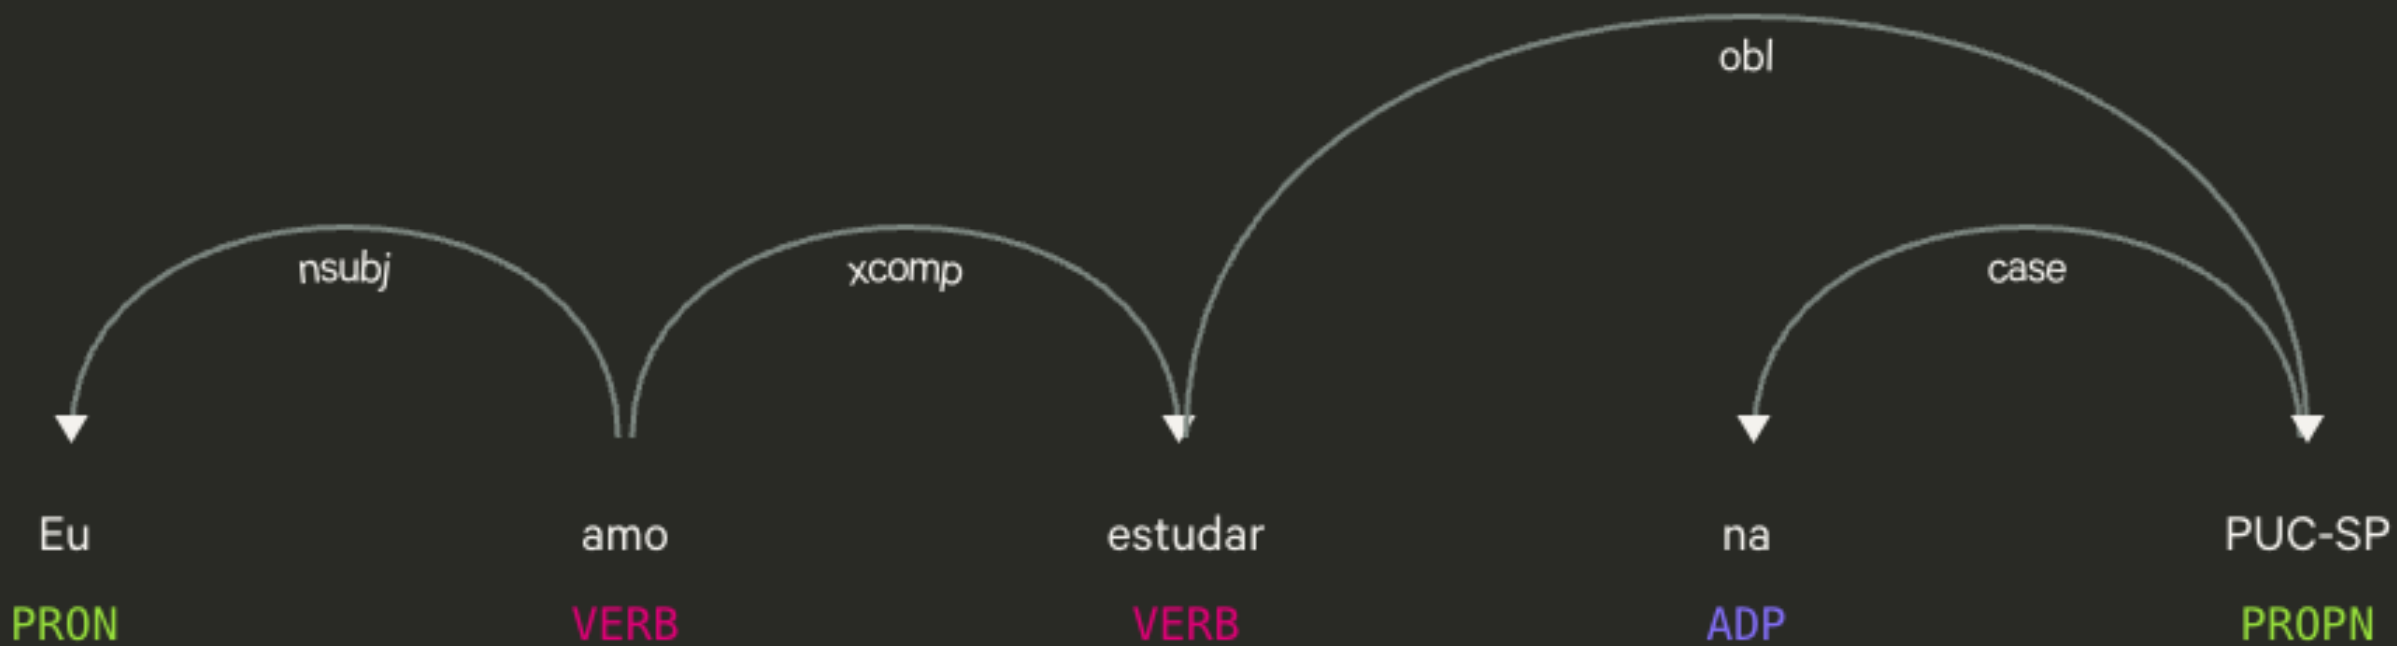 obl
nsubj xcomp case
Eu amo estudar na PUC-SP
PRON VERB VERB ADP PROPN